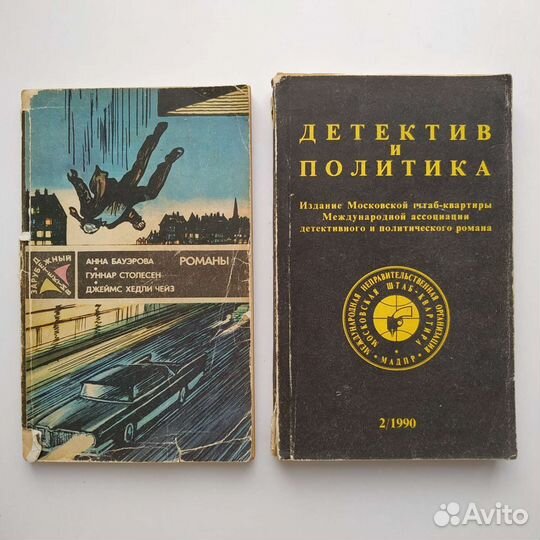 ЗАРУБЕЖНЫЙ
Детектив
АННА БАУЭРОВА
ГУННАР СТОЛЕСЕН
ДЖЕЙМС ХЕДЛИ ЧЕЙЗ
РОМАНЫ
ДЕТЕКТИВ
И
ПОЛИТИКА
Издание Московской штаб-квартиры
Международной ассоциации
детективного и политического романа
МЕЖДУНАРОДНАЯ НЕПРАВИТЕЛЬСТВЕННАЯ ОРГАНИЗАЦИЯ
МОСКОВСКАЯ ШТАБ-КВАРТИРА
МАДПР
2/1990
Avito